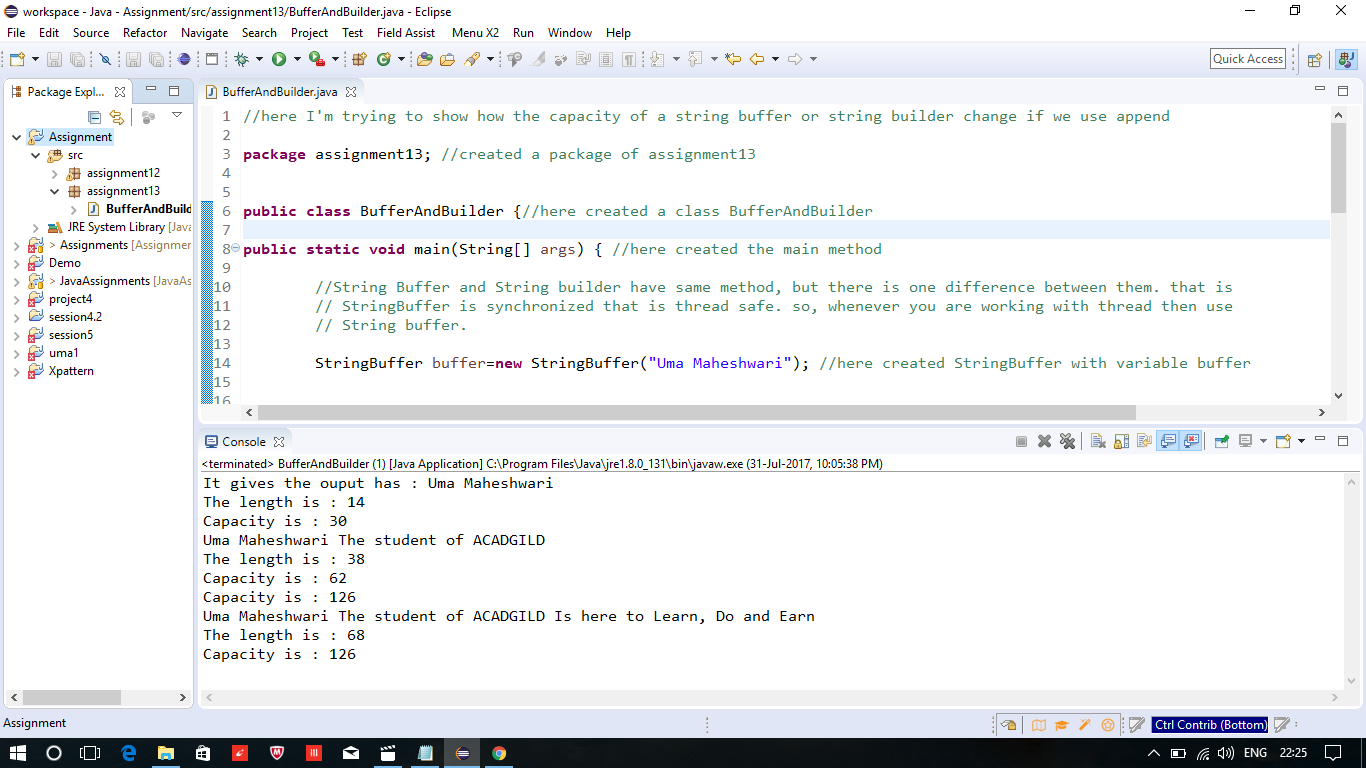 workspace - Java - Assignment/src/assignment13/BufferAndBuilder.java - Eclipse
File Edit Source Refactor Navigate Search Project Test Field Assist Menu X2 Run Window Help
Quick Access
Package Expl...
Assignment
src
assignment12
assignment13
BufferAndBuild
JRE System Library [Java
> Assignments [Assignmer
Demo
> JavaAssignments [JavaAs
project4
session4.2
session5
uma1
Xpattern
BufferAndBuilder.java
1 //here I'm trying to show how the capacity of a string buffer or string builder change if we use append
2
3 package assignment13; //created a package of assignment13
4
5
6 public class BufferAndBuilder {//here created a class BufferAndBuilder
7
8 public static void main(String[] args) { //here created the main method
9
10 //String Buffer and String builder have same method, but there is one difference between them. that is
11 // StringBuffer is synchronized that is thread safe. so, whenever you are working with thread then use
12 // String buffer.
13
14 StringBuffer buffer=new StringBuffer("Uma Maheshwari"); //here created StringBuffer with variable buffer
15
16
Console
<terminated> BufferAndBuilder (1) [Java Application] C:\Program Files\Java\jre1.8.0_131\bin\javaw.exe (31-Jul-2017, 10:05:38 PM)
It gives the ouput has : Uma Maheshwari
The length is : 14
Capacity is : 30
Uma Maheshwari The student of ACADGILD
The length is : 38
Capacity is : 62
Capacity is : 126
Uma Maheshwari The student of ACADGILD Is here to Learn, Do and Earn
The length is : 68
Capacity is : 126
Assignment
Ctrl Contrib (Bottom)
ENG 22:25